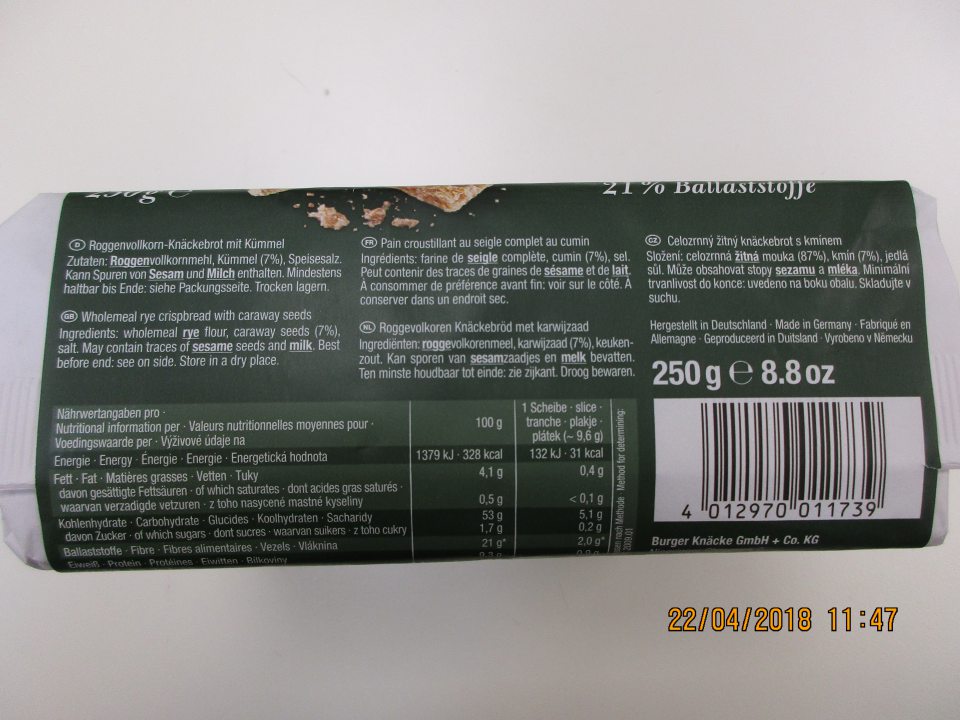 250g e
21% Ballaststoffe
D Roggenvollkorn-Knäckebrot mit Kümmel
Zutaten: Roggenvollkornmehl, Kümmel (7%), Speisesalz.
Kann Spuren von Sesam und Milch enthalten. Mindestens
haltbar bis Ende: siehe Packungsseite. Trocken lagern.
GB Wholemeal rye crispbread with caraway seeds
Ingredients: wholemeal rye flour, caraway seeds (7%),
salt. May contain traces of sesame seeds and milk. Best
before end: see on side. Store in a dry place.
FR Pain croustillant au seigle complet au cumin
Ingrédients: farine de seigle complète, cumin (7%), sel.
Peut contenir des traces de graines de sésame et de lait.
À consommer de préférence avant fin: voir sur le côté. À
conserver dans un endroit sec.
NL Roggevolkoren Knäckebröd met karwijzaad
Ingrediënten: roggevolkorenmeel, karwijzaad (7%), keuken-
zout. Kan sporen van sesamzaadjes en melk bevatten.
Ten minste houdbaar tot einde: zie zijkant. Droog bewaren.
CZ Celozrnný žitný knäckebrot s kmínem
Složení: celozrnná žitná mouka (87%), kmín (7%), jedlá
sůl. Může obsahovat stopy sezamu a mléka. Minimální
trvanlivost do konce: uvedeno na boku obalu. Skladujte v
suchu.
Hergestellt in Deutschland · Made in Germany · Fabriqué en
Allemagne · Geproduceerd in Duitsland · Vyrobeno v Německu
250 g e 8.8 oz
Nährwertangaben pro ·
Nutritional information per · Valeurs nutritionnelles moyennes pour ·
Voedingswaarde per · Výživové údaje na
100 g
1 Scheibe · slice ·
tranche · plakje ·
plátek (~ 9,6 g)
Energie · Energy · Énergie · Energie · Energetická hodnota 1379 kJ · 328 kcal 132 kJ · 31 kcal
Fett · Fat · Matières grasses · Vetten · Tuky 4,1 g 0,4 g
davon gesättigte Fettsäuren · of which saturates · dont acides gras saturés ·
waarvan verzadigde vetzuren · z toho nasycené mastné kyseliny 0,5 g < 0,1 g
Kohlenhydrate · Carbohydrate · Glucides · Koolhydraten · Sacharidy 53 g 5,1 g
davon Zucker · of which sugars · dont sucres · waarvan suikers · z toho cukry 1,7 g 0.2 g
Ballaststoffe · Fibre · Fibres alimentaires · Vezels · Vláknina 21 g* 2,0 g*
Eiweiß · Protein · Protéines · Eiwitten · Bílkoviny
nach Methode · Method for determining:
2009.01
4 012970 011739
Burger Knäcke GmbH + Co. KG
22/04/2018 11:47